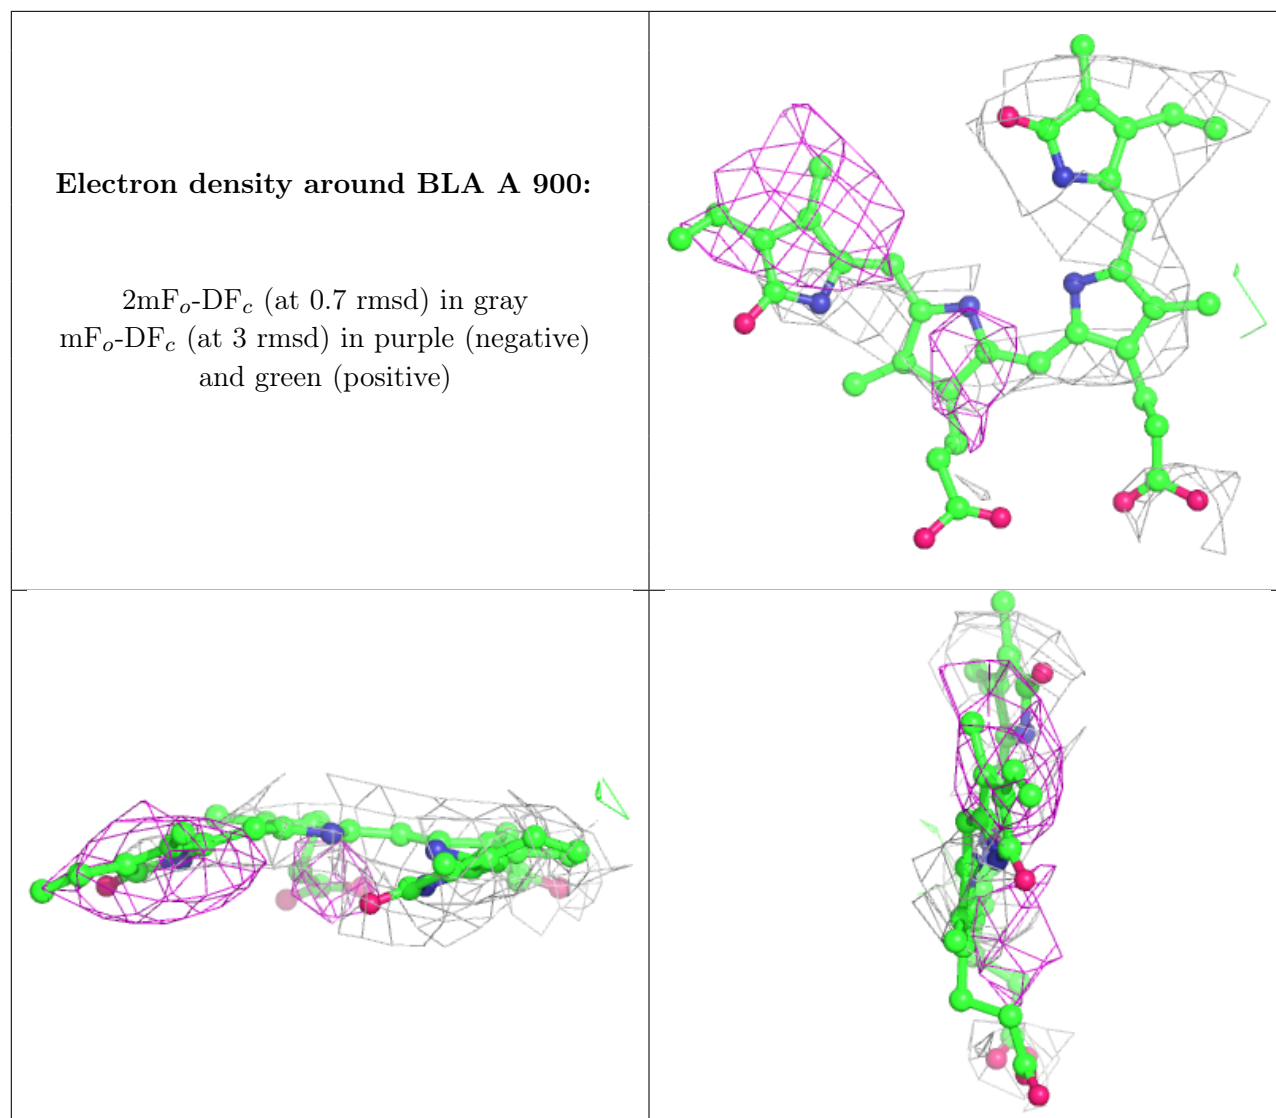 Electron density around BLA A 900:
2mFo-DFc (at 0.7 rmsd) in gray
mFo-DFc (at 3 rmsd) in purple (negative)
and green (positive)